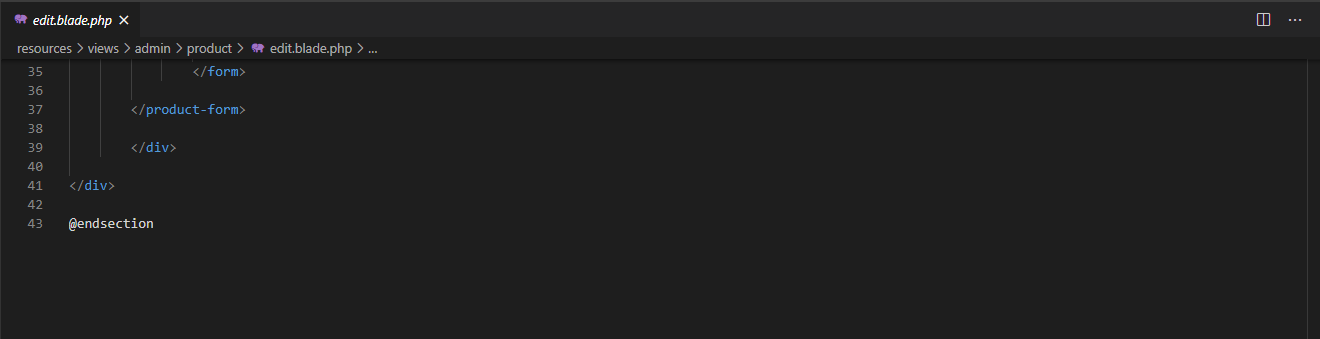 edit.blade.php
resources > views > admin > product > edit.blade.php > ...
35 </form>
36
37 </product-form>
38
39 </div>
40
41 </div>
42
43 @endsection